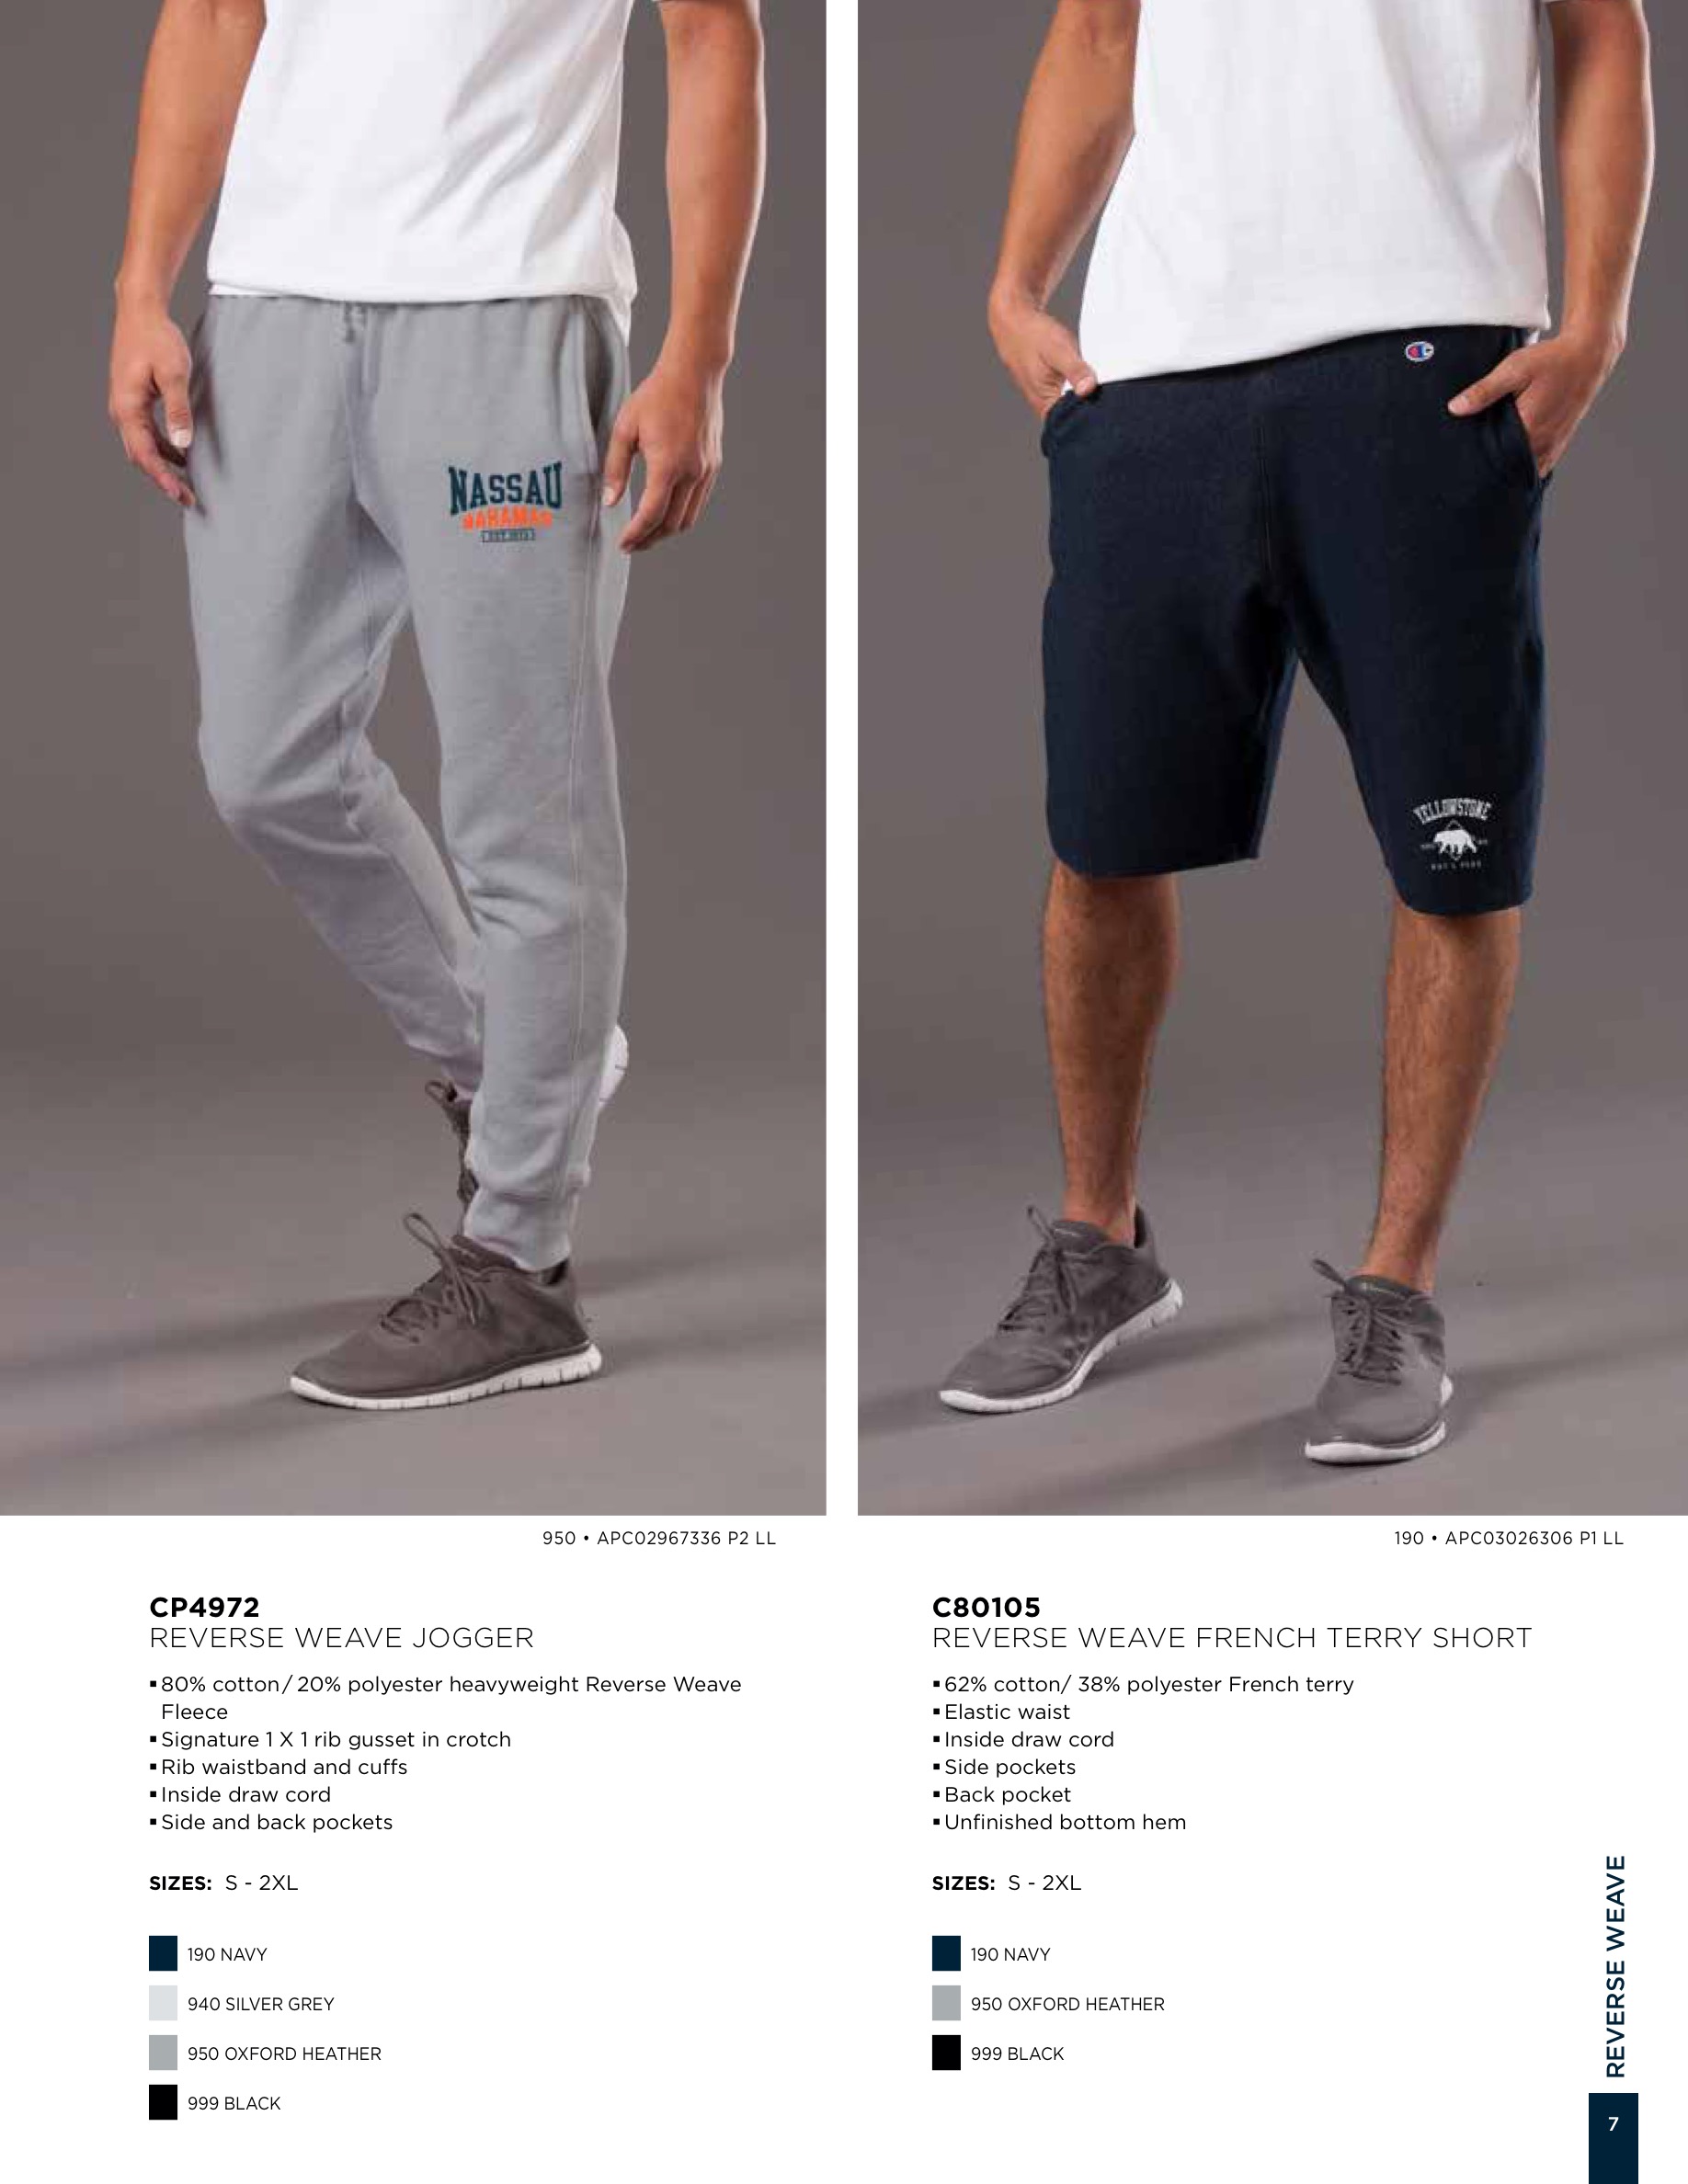 NASSAU
BAHAMAS
YELLOWSTONE
950 • APC02967336 P2 LL
190 • APC03026306 P1 LL
CP4972
REVERSE WEAVE JOGGER
▪ 80% cotton / 20% polyester heavyweight Reverse Weave
Fleece
▪ Signature 1 X 1 rib gusset in crotch
▪ Rib waistband and cuffs
▪ Inside draw cord
▪ Side and back pockets
SIZES: S - 2XL
190 NAVY
940 SILVER GREY
950 OXFORD HEATHER
999 BLACK
C80105
REVERSE WEAVE FRENCH TERRY SHORT
▪ 62% cotton/ 38% polyester French terry
▪ Elastic waist
▪ Inside draw cord
▪ Side pockets
▪ Back pocket
▪ Unfinished bottom hem
SIZES: S - 2XL
190 NAVY
950 OXFORD HEATHER
999 BLACK
REVERSE WEAVE
7